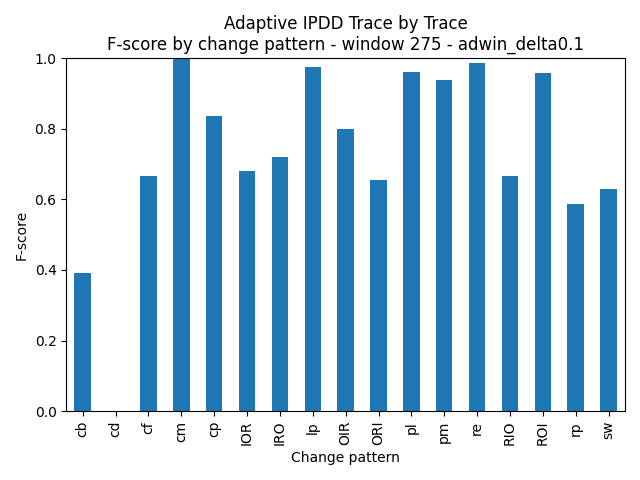 Adaptive IPDD Trace by Trace
F-score by change pattern - window 275 - adwin_delta0.1
F-score
1.0
0.8
0.6
0.4
0.2
0.0
cb
cd
cf
cm
cp
IOR
IRO
lp
OIR
ORI
pl
pm
re
RIO
ROI
rp
sw
Change pattern